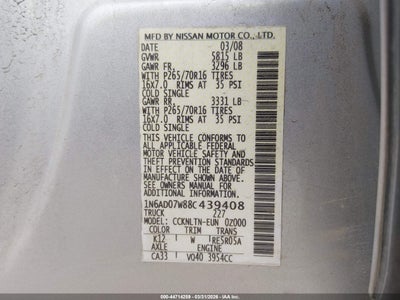 MFD BY NISSAN MOTOR CO., LTD.
DATE 03/08
GVWR 5815 LB
GAWR FR. 3296 LB
WITH P265/70R16 TIRES
16X7.0 RIMS AT 35 PSI
COLD SINGLE
GAWR RR. 3331 LB
WITH P265/70R16 TIRES
16X7.0 RIMS AT 35 PSI
COLD SINGLE
THIS VEHICLE CONFORMS TO
ALL APPLICABLE FEDERAL
MOTOR VEHICLE SAFETY AND
THEFT PREVENTION STANDARDS
IN EFFECT ON THE DATE OF
MANUFACTURE SHOWN ABOVE.
SEE OWNERS MANUAL FOR
ADDITIONAL INFORMATION
1N6AD07W88C439408
TRUCK 227
MODEL CCKNLTN-EUN 0Z000
COLOR TRIM TRANS
K12 W RE5R05A
AXLE ENGINE
CA33 VQ40 3954CC
© IAA 44714259 - 03/31/2026 -